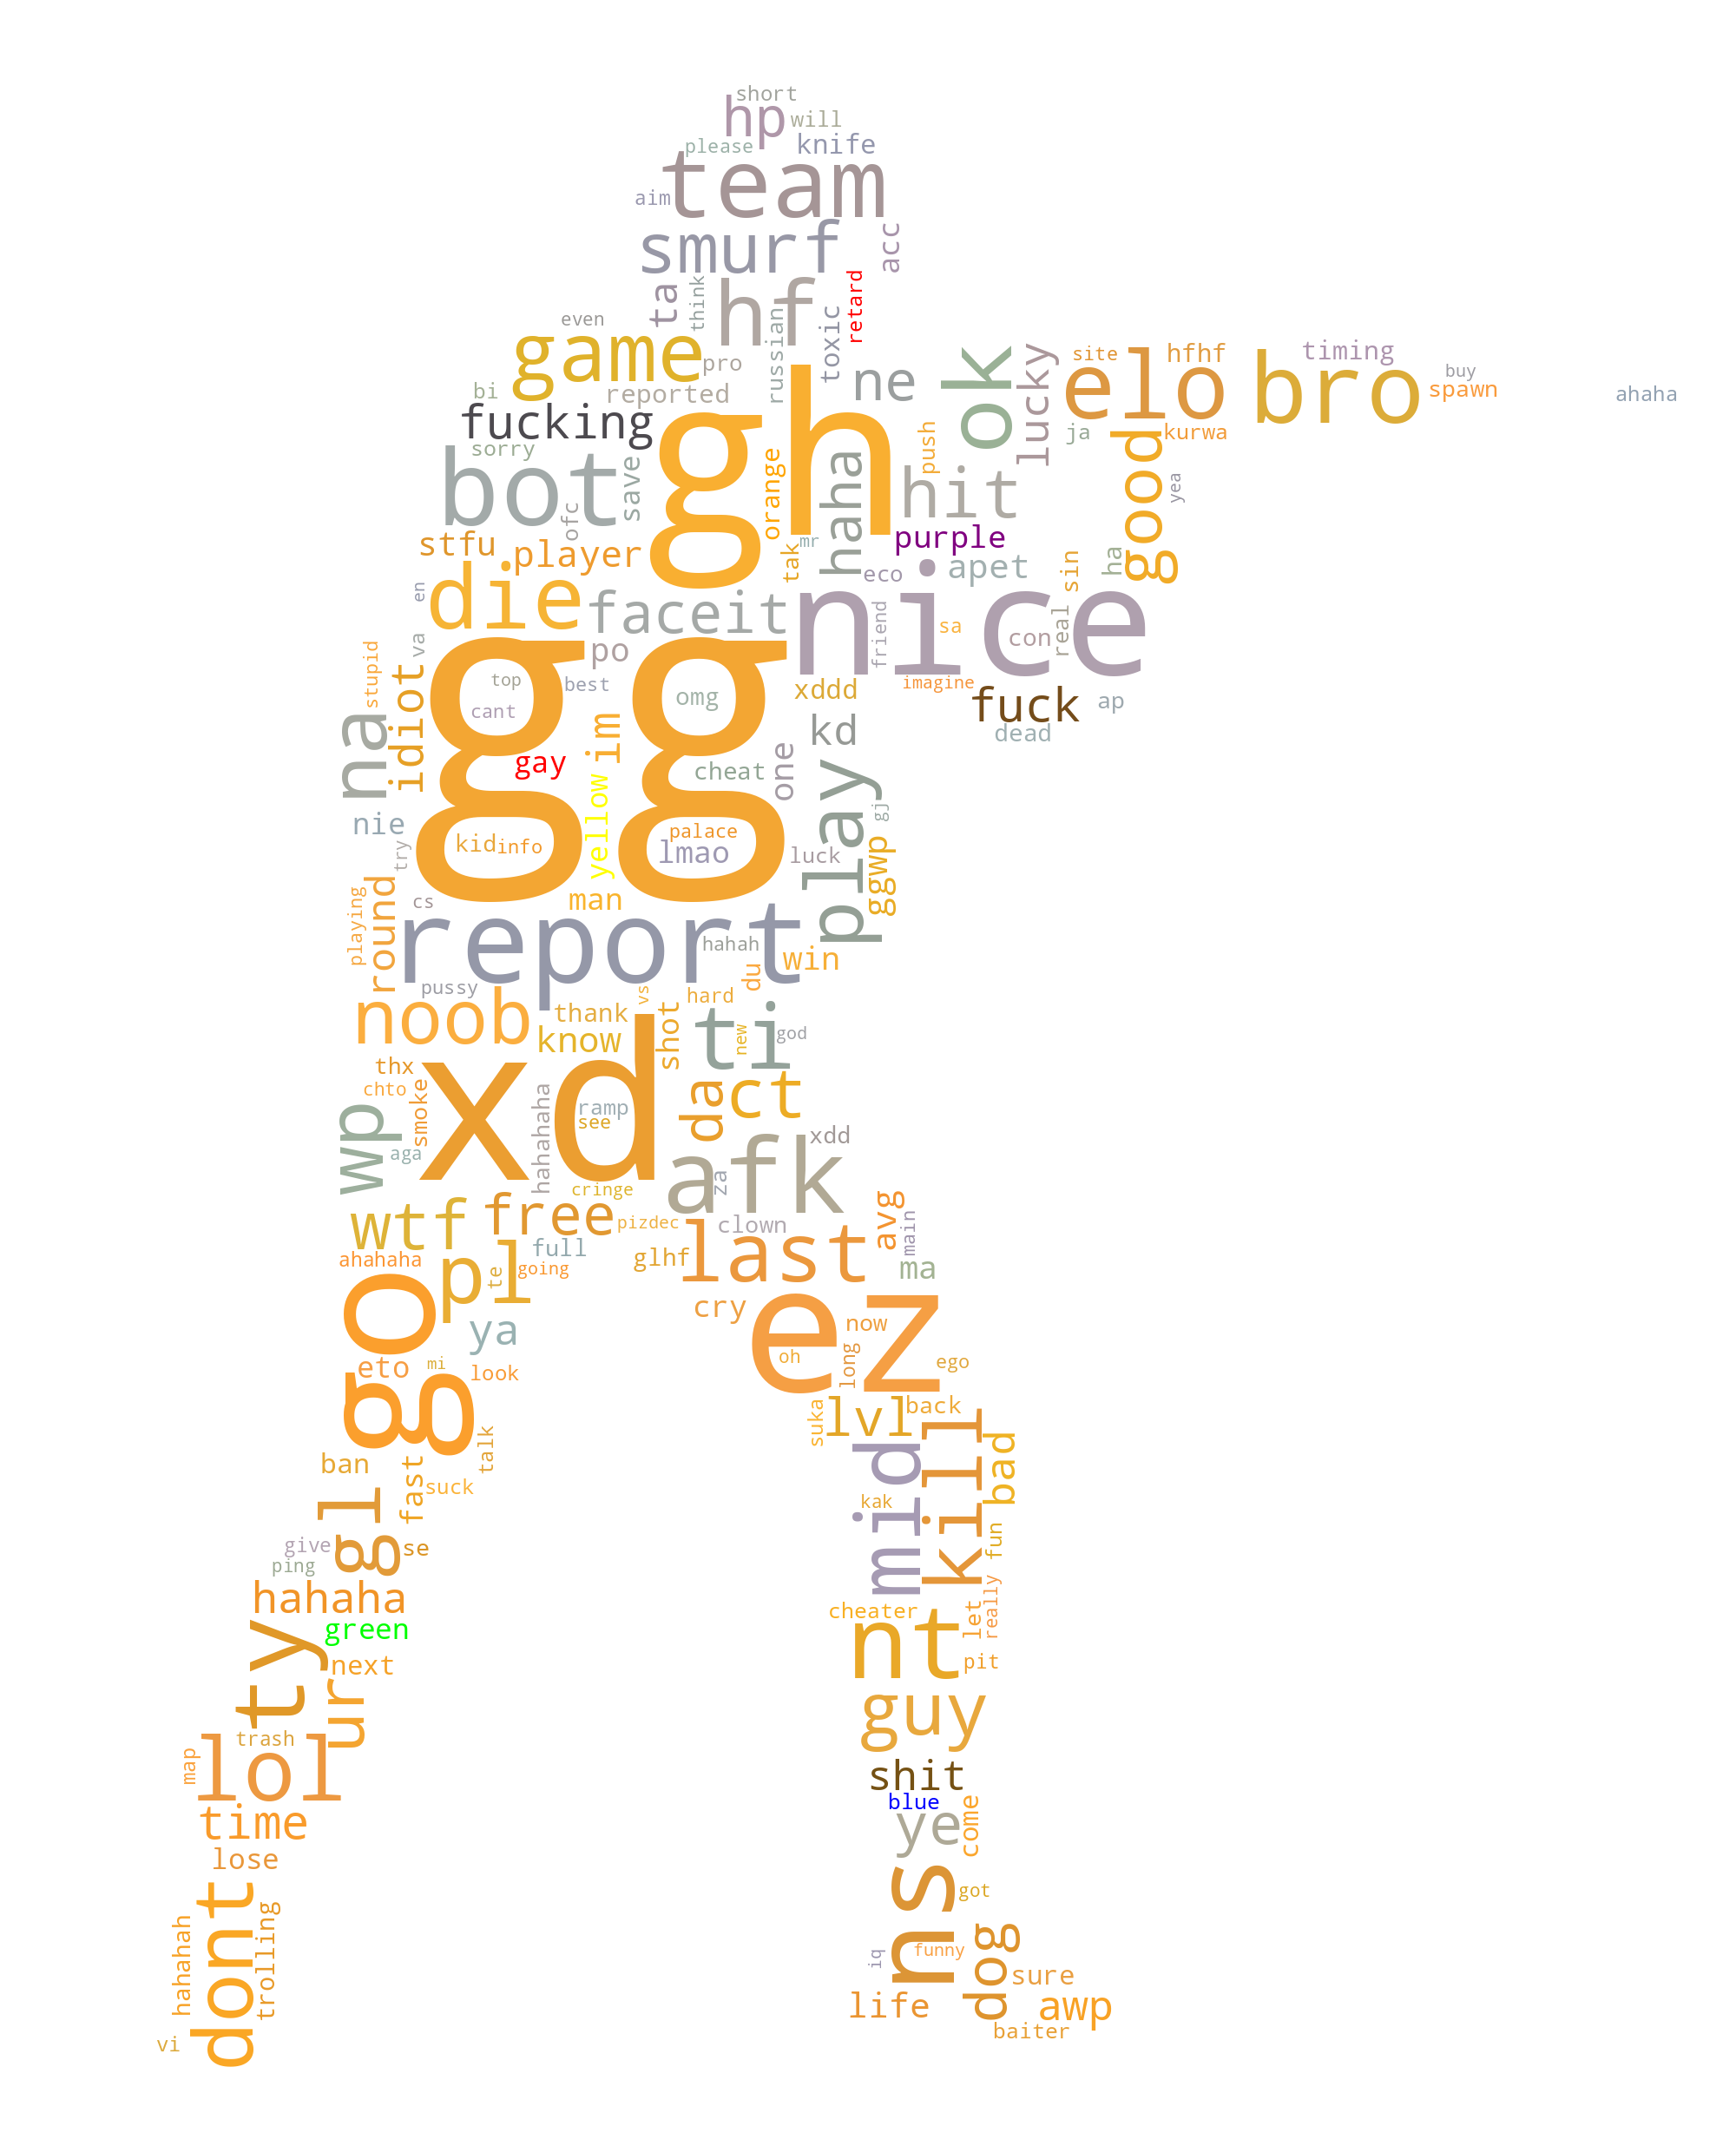 short
hp
will
please
knife
team
aim
smurf
acc
ta
think
hf
retard
toxic
russian
even
game
pro
bi
reported
ne
ok
lucky
site
hfhf
elo
bro
timing
buy
spawn
ahaha
fucking
sorry
bot
save
ofc
gh
orange
haha
push
hit
ja
kurwa
good
yea
stfu
player
tak
mr
purple
eco
apet
sin
ha
en
die
faceit
nice
friend
sa
con
real
va
stupid
idiot
po
gg
top
best
cant
omg
xddd
imagine
fuck
ap
dead
na
im
kd
gay
cheat
one
yellow
play
gj
nie
try
kid
info
palace
lmao
luck
ggwp
round
playing
cs
man
report
hahah
win
du
pussy
noob
thank
vs
hard
know
shot
ti
new
god
thx
chto
smoke
xd
hahahaha
ramp
see
da
ct
wp
aga
afk
xdd
za
cringe
wtf
free
pizdec
clown
avg
main
ahahaha
pl
te
full
going
glhf
last
ma
go
ya
cry
ez
now
oh
long
ego
eto
mi
look
g
talk
suka
lvl
back
ban
fast
suck
mid
kill
bad
gl
kak
fun
give
se
ping
hahaha
cheater
really
let
ty
green
nt
pit
next
ur
guy
trash
lol
map
shit
blue
time
ye
come
lose
ns
got
dont
hahahah
trolling
iq
funny
dog
sure
life
awp
baiter
vi